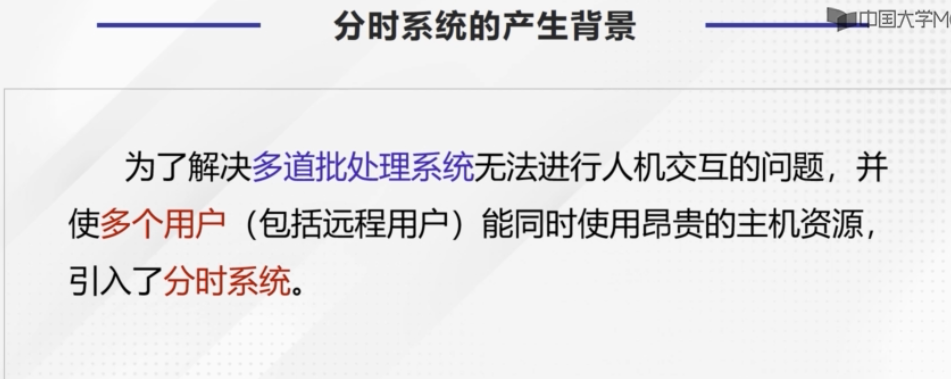 分时系统的产生背景
中国大学M
为了解决多道批处理系统无法进行人机交互的问题，并
使多个用户（包括远程用户）能同时使用昂贵的主机资源，
引入了分时系统。